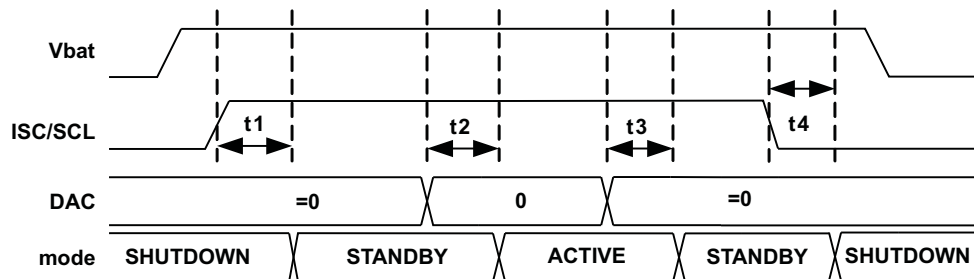 Vbat
ISC/SCL
t1
t2
t3
t4
DAC
=0
0
=0
mode
SHUTDOWN
STANDBY
ACTIVE
STANDBY
SHUTDOWN